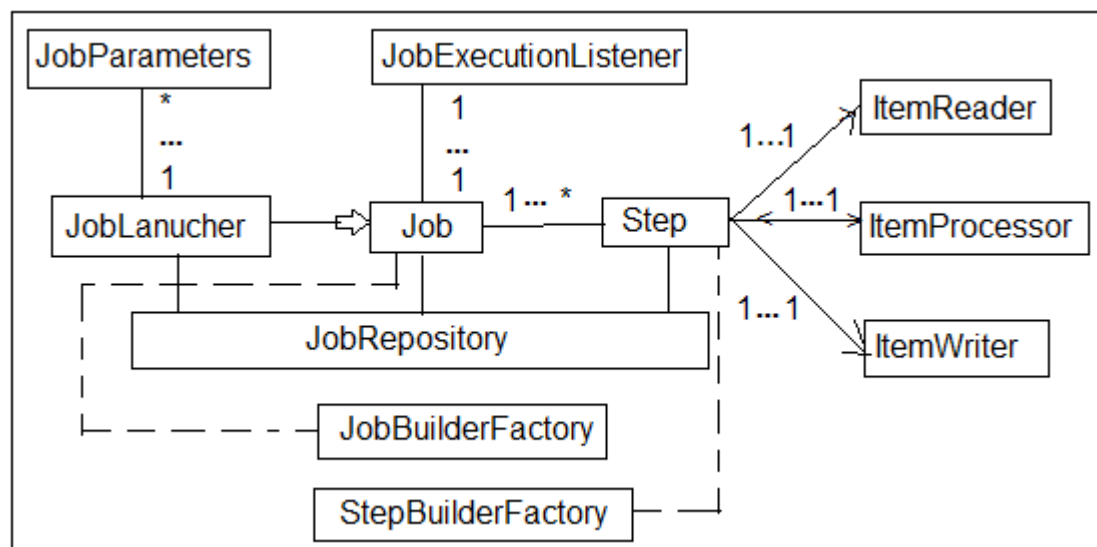 JobParameters
JobExecutionListener
*
...
1
1
...
1
ItemReader
1...1
JobLanucher
Job
1... *
Step
1...1
ItemProcessor
1... 1
JobRepository
ItemWriter
JobBuilderFactory
StepBuilderFactory